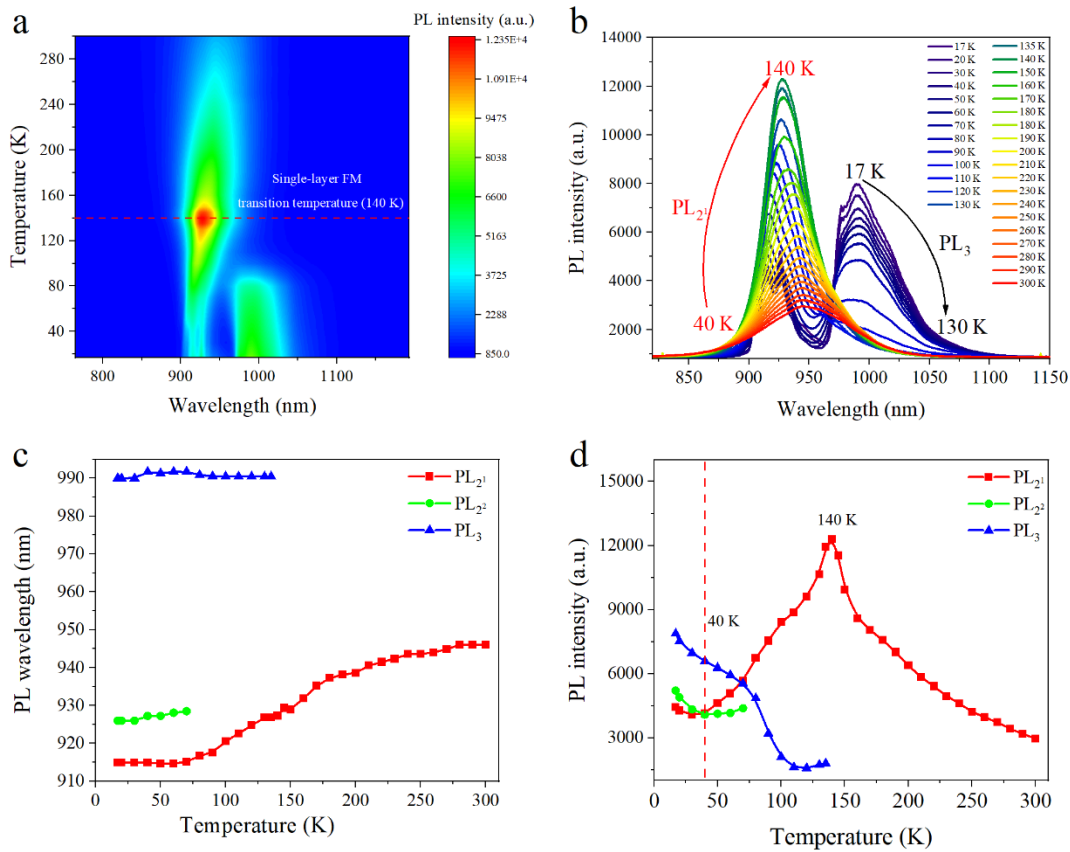 a
PL intensity (a.u.)
1.235E+4
1.091E+4
9475
8038
6600
5163
3725
2288
850.0
280
240
200
160
120
80
40
Temperature (K)
Single-layer FM
transition temperature (140 K)
800
900
1000
1100
Wavelength (nm)
b
14000
12000
10000
8000
6000
4000
2000
PL intensity (a.u.)
140 K
PL₂¹
40 K
17 K
PL₃
130 K
17 K
20 K
30 K
40 K
50 K
60 K
70 K
80 K
90 K
100 K
110 K
120 K
130 K
135 K
140 K
150 K
160 K
170 K
180 K
180 K
190 K
200 K
210 K
220 K
230 K
240 K
250 K
260 K
270 K
280 K
290 K
300 K
850
900
950
1000
1050
1100
1150
Wavelength (nm)
c
990
985
980
975
970
965
950
945
940
935
930
925
920
915
910
PL wavelength (nm)
PL₂¹
PL₂²
PL₃
0
50
100
150
200
250
300
Temperature (K)
d
15000
12000
9000
6000
3000
PL intensity (a.u.)
140 K
40 K
PL₂¹
PL₂²
PL₃
0
50
100
150
200
250
300
Temperature (K)